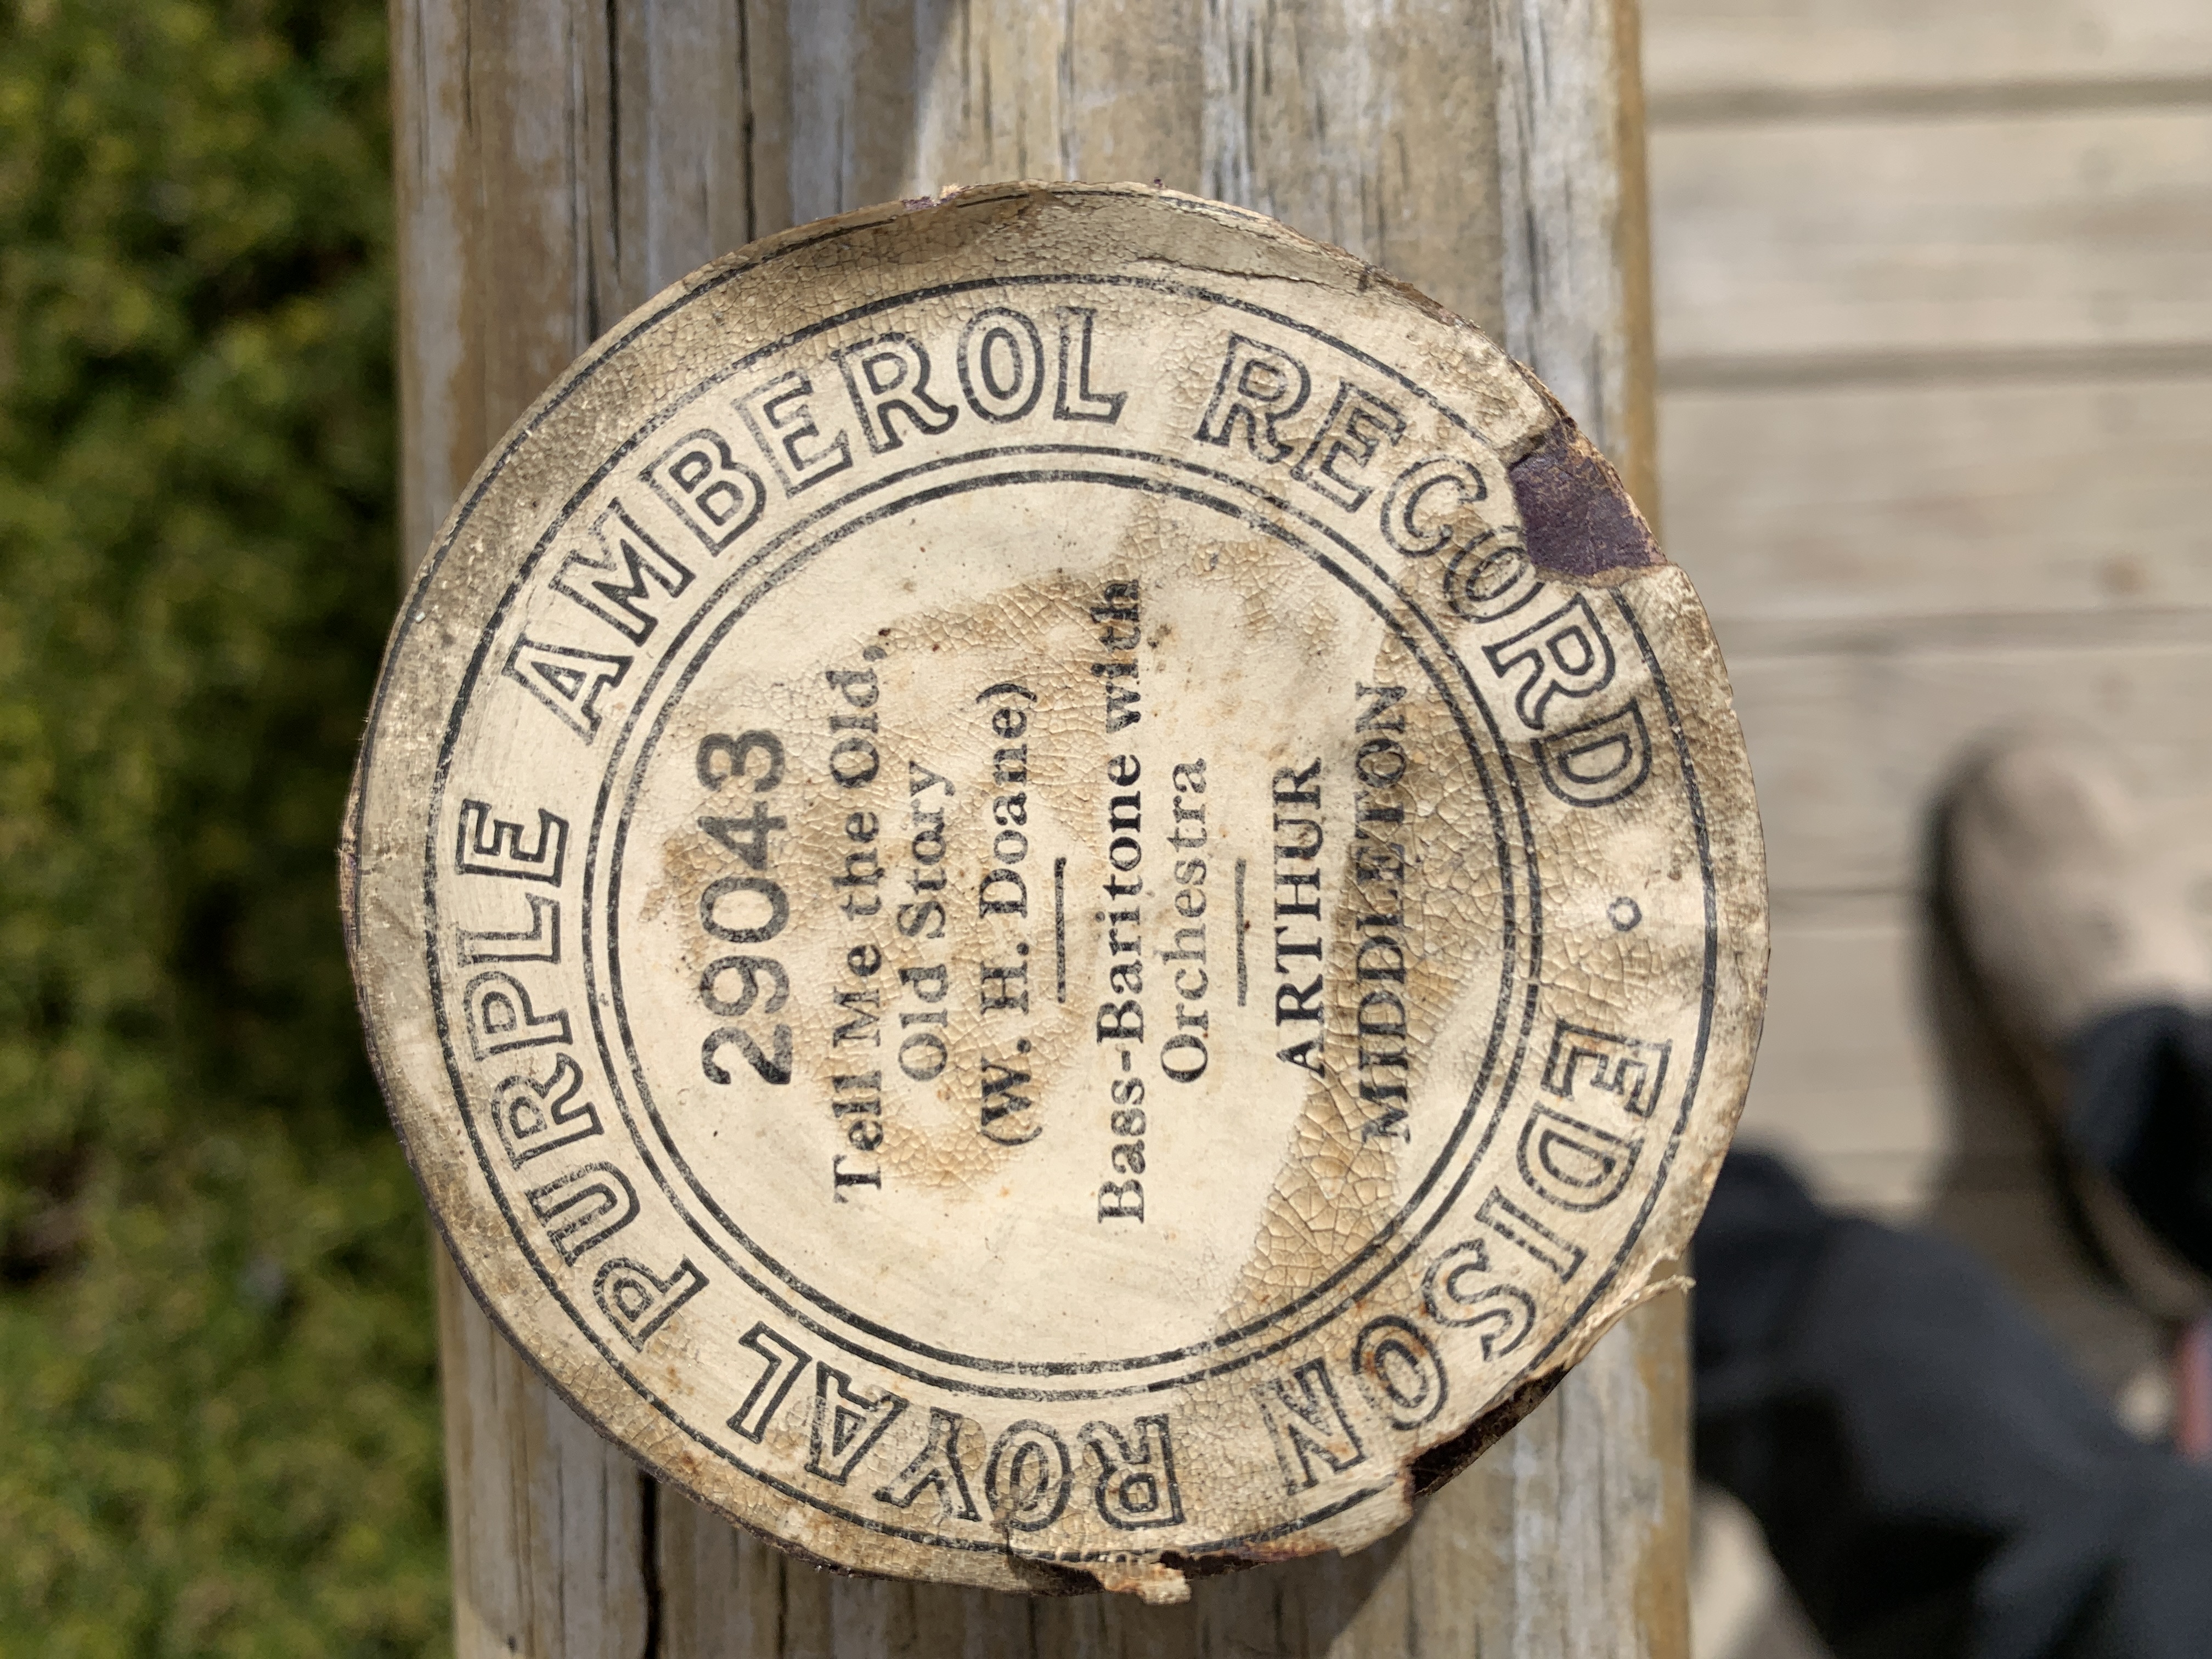 EDISON ROYAL PURPLE AMBEROL RECORD
29043
Tell Me the Old,
Old Story
(W. H. Doane)
Bass-Baritone with
Orchestra
ARTHUR
MIDDLETON